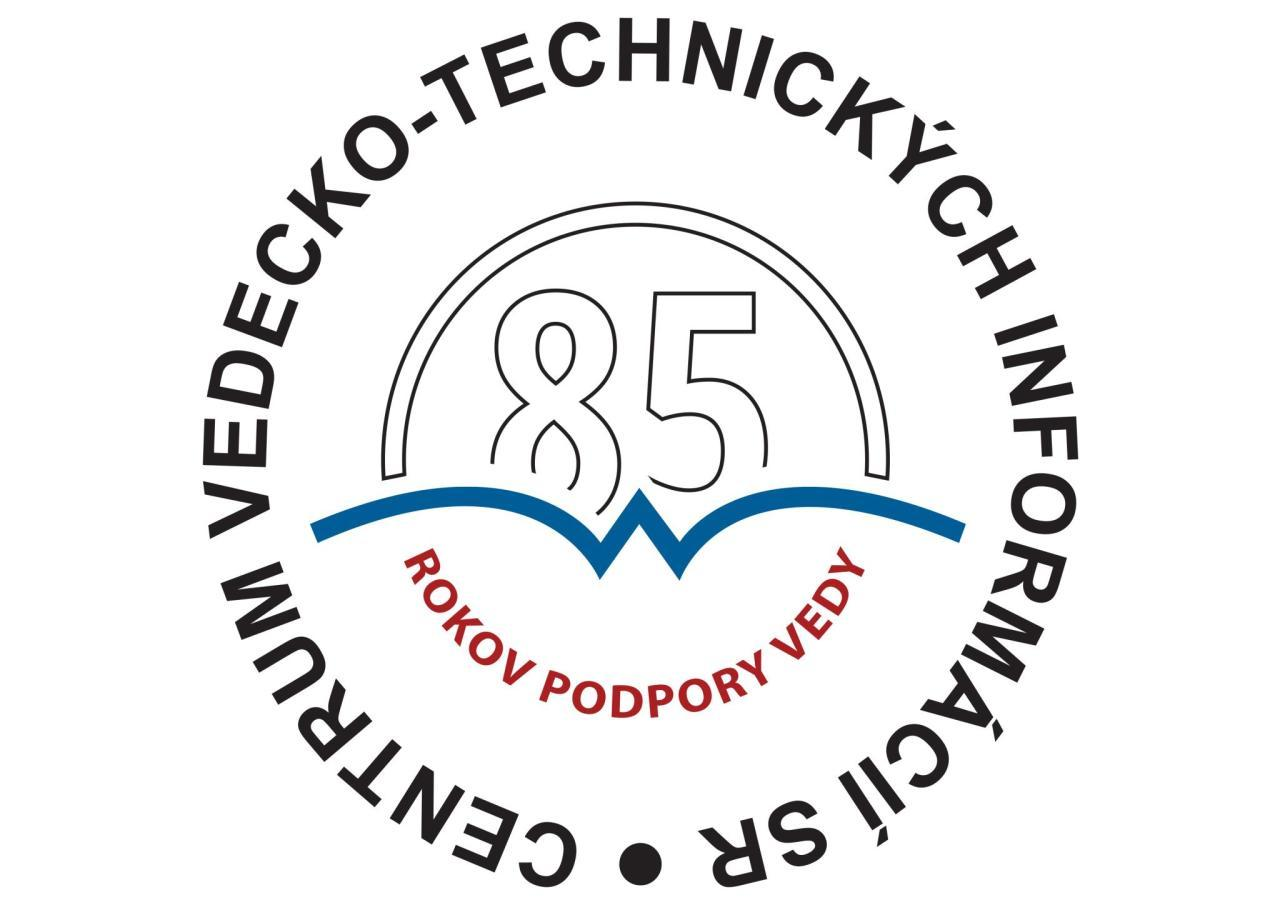 CENTRUM VEDECKO-TECHNICKÝCH INFORMÁCIÍ SR •
85
ROKOV PODPORY VEDY